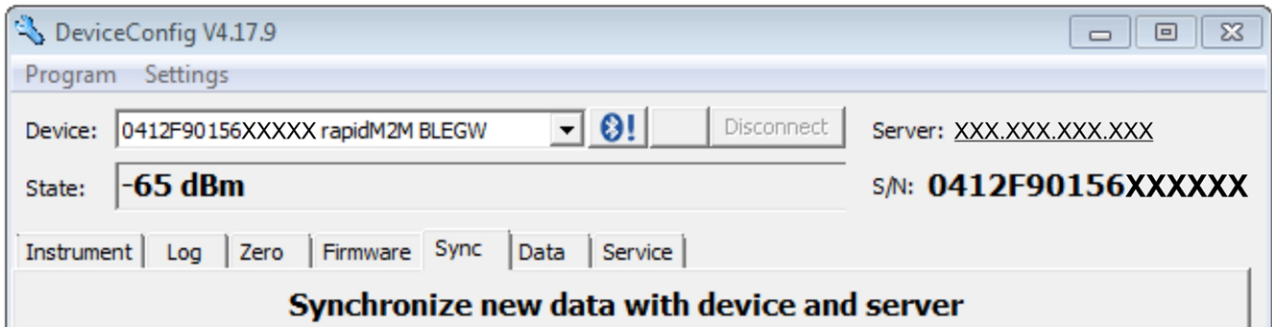 DeviceConfig V4.17.9
Program Settings
Device: 0412F90156XXXXX rapidM2M BLEGW ! Disconnect Server: XXX.XXX.XXX.XXX
State: -65 dBm S/N: 0412F90156XXXXXX
Instrument Log Zero Firmware Sync Data Service
Synchronize new data with device and server